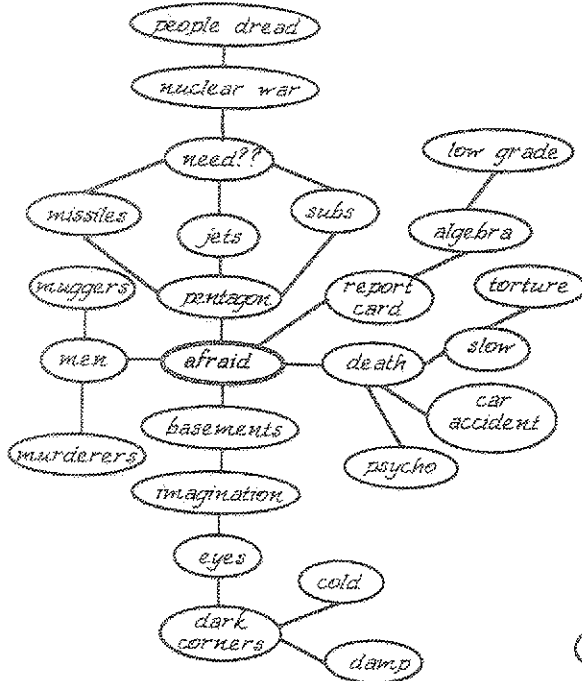 people dread
nuclear war
need??
low grade
missiles
subs
jets
algebra
muggers
pentagon
report
card
torture
men
afraid
death
slow
car
accident
basements
murderers
psycho
imagination
eyes
cold
dark
corners
damp